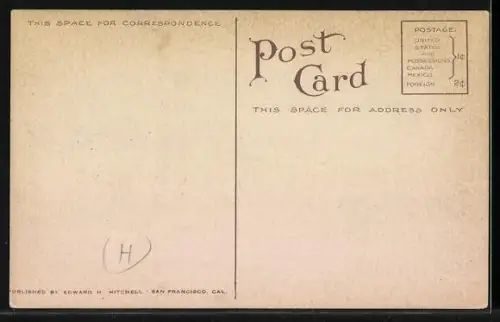 THIS SPACE FOR CORRESPONDENCE
POST CARD
THIS SPACE FOR ADDRESS ONLY
POSTAGE:
UNITED
STATES
AND
POSSESSIONS
CANADA
MEXICO
1¢
FOREIGN 2¢
(H)
PUBLISHED BY EDWARD H. MITCHELL - SAN FRANCISCO, CAL.